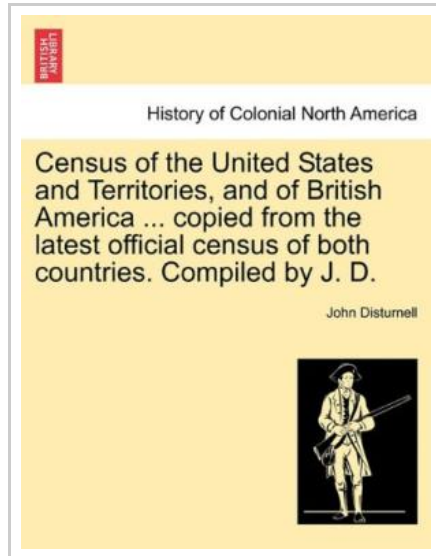 BRITISH
LIBRARY
History of Colonial North America
Census of the United States
and Territories, and of British
America ... copied from the
latest official census of both
countries. Compiled by J. D.
John Disturnell